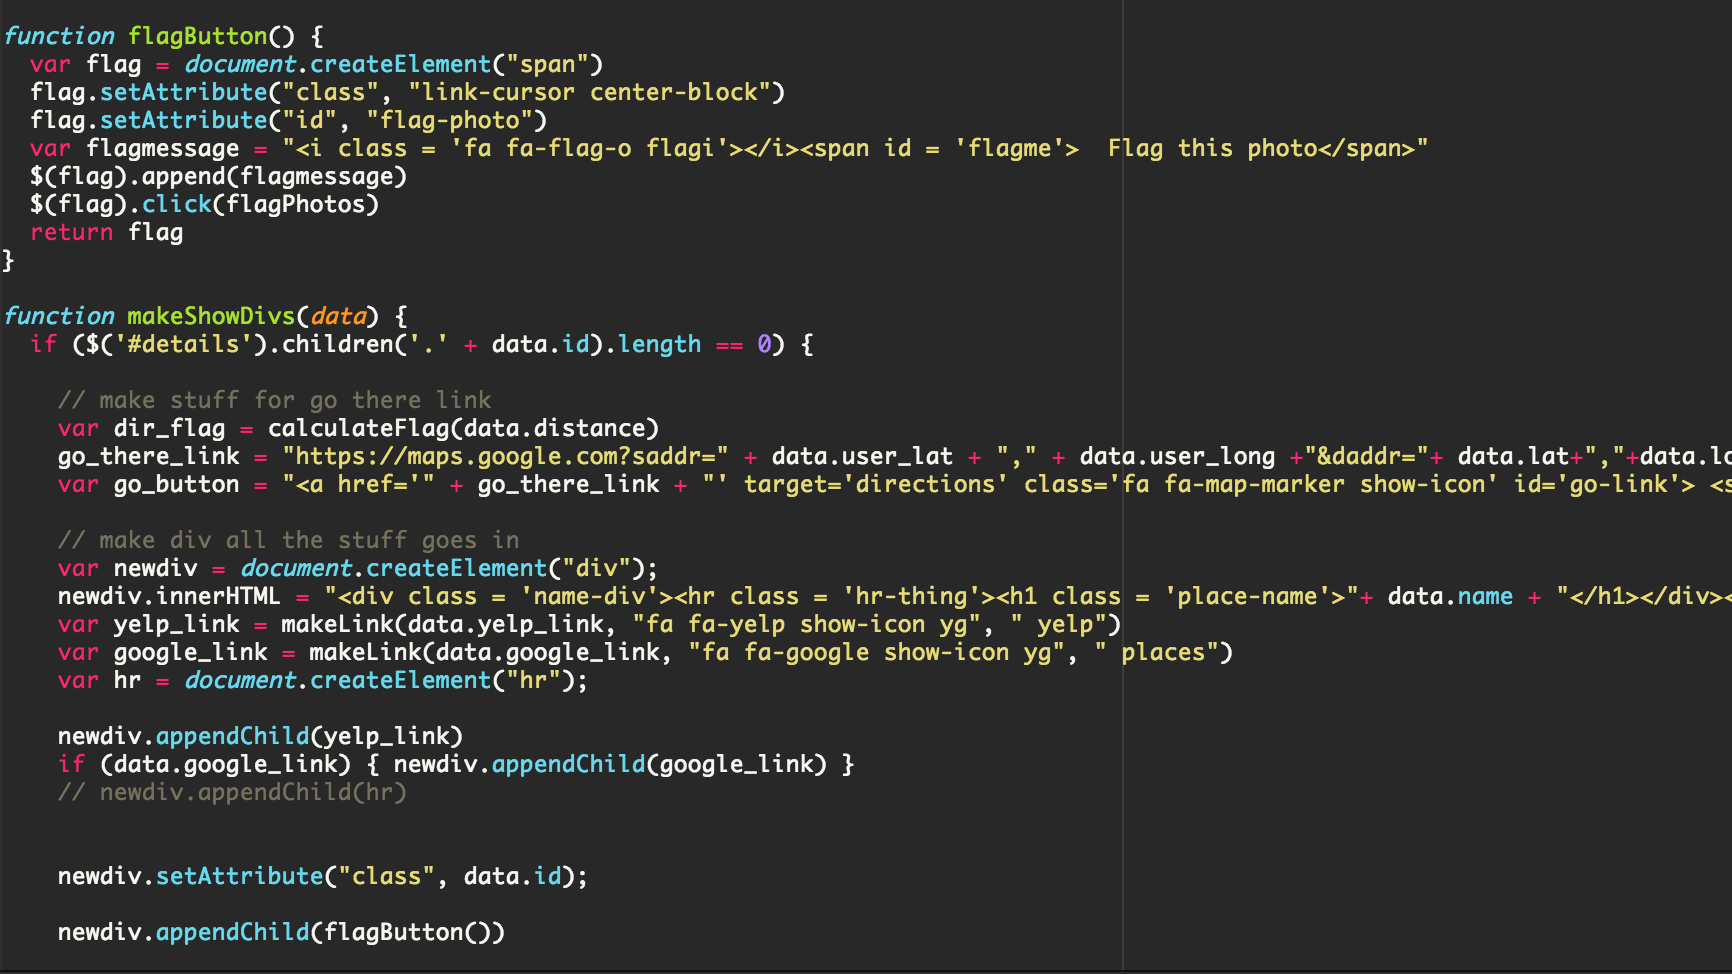 function flagButton() {
  var flag = document.createElement("span")
  flag.setAttribute("class", "link-cursor center-block")
  flag.setAttribute("id", "flag-photo")
  var flagmessage = "<i class = 'fa fa-flag-o flagi'></i><span id = 'flagme'>  Flag this photo</span>"
  $(flag).append(flagmessage)
  $(flag).click(flagPhotos)
  return flag
}
function makeShowDivs(data) {
  if ($('#details').children('.' + data.id).length == 0) {
    // make stuff for go there link
    var dir_flag = calculateFlag(data.distance)
    go_there_link = "https://maps.google.com?saddr=" + data.user_lat + "," + data.user_long +"&daddr="+ data.lat+","+data.lo
    var go_button = "<a href='" + go_there_link + "' target='directions' class='fa fa-map-marker show-icon' id='go-link'> <s
    // make div all the stuff goes in
    var newdiv = document.createElement("div");
    newdiv.innerHTML = "<div class = 'name-div'><hr class = 'hr-thing'><h1 class = 'place-name'>"+ data.name + "</h1></div><
    var yelp_link = makeLink(data.yelp_link, "fa fa-yelp show-icon yg", " yelp")
    var google_link = makeLink(data.google_link, "fa fa-google show-icon yg", " places")
    var hr = document.createElement("hr");
    newdiv.appendChild(yelp_link)
    if (data.google_link) { newdiv.appendChild(google_link) }
    // newdiv.appendChild(hr)
    newdiv.setAttribute("class", data.id);
    newdiv.appendChild(flagButton())